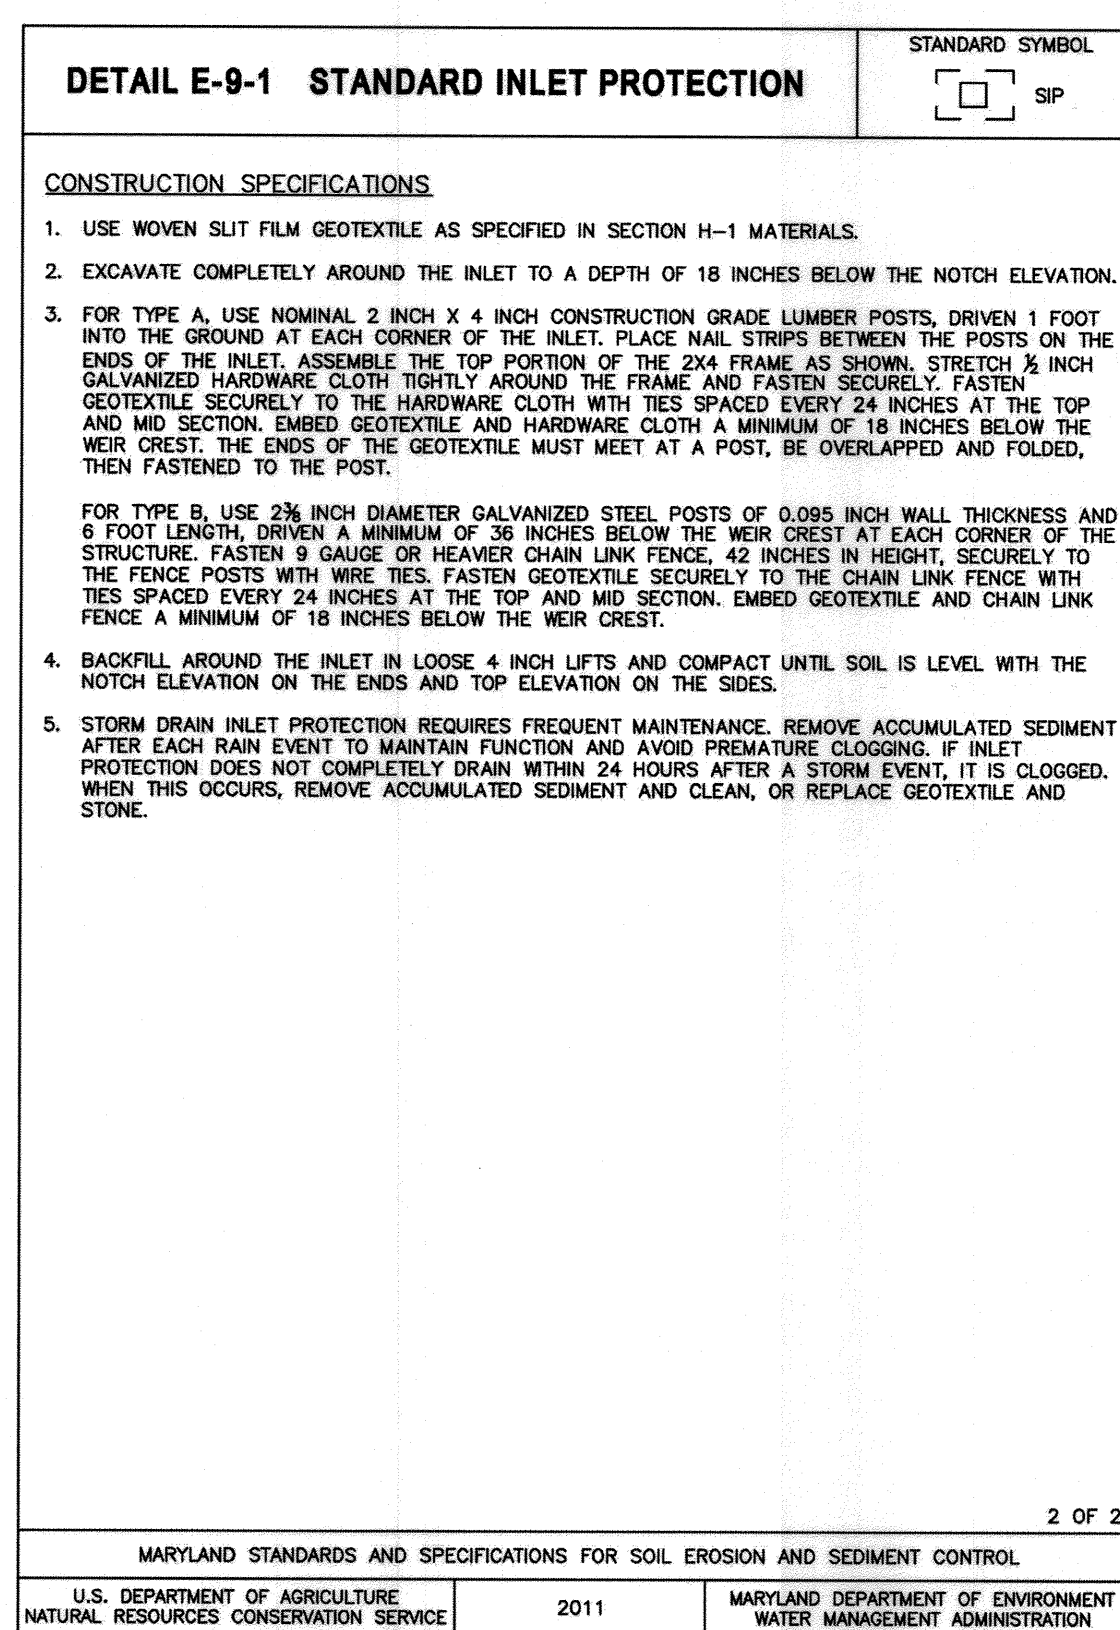 DETAIL E-9-1 STANDARD INLET PROTECTION
STANDARD SYMBOL
SIP
CONSTRUCTION SPECIFICATIONS
1. USE WOVEN SLIT FILM GEOTEXTILE AS SPECIFIED IN SECTION H-1 MATERIALS.
2. EXCAVATE COMPLETELY AROUND THE INLET TO A DEPTH OF 18 INCHES BELOW THE NOTCH ELEVATION.
3. FOR TYPE A, USE NOMINAL 2 INCH X 4 INCH CONSTRUCTION GRADE LUMBER POSTS, DRIVEN 1 FOOT
INTO THE GROUND AT EACH CORNER OF THE INLET. PLACE NAIL STRIPS BETWEEN THE POSTS ON THE
ENDS OF THE INLET. ASSEMBLE THE TOP PORTION OF THE 2X4 FRAME AS SHOWN. STRETCH ½ INCH
GALVANIZED HARDWARE CLOTH TIGHTLY AROUND THE FRAME AND FASTEN SECURELY. FASTEN
GEOTEXTILE SECURELY TO THE HARDWARE CLOTH WITH TIES SPACED EVERY 24 INCHES AT THE TOP
AND MID SECTION. EMBED GEOTEXTILE AND HARDWARE CLOTH A MINIMUM OF 18 INCHES BELOW THE
WEIR CREST. THE ENDS OF THE GEOTEXTILE MUST MEET AT A POST, BE OVERLAPPED AND FOLDED,
THEN FASTENED TO THE POST.
FOR TYPE B, USE 2⅜ INCH DIAMETER GALVANIZED STEEL POSTS OF 0.095 INCH WALL THICKNESS AND
6 FOOT LENGTH, DRIVEN A MINIMUM OF 36 INCHES BELOW THE WEIR CREST AT EACH CORNER OF THE
STRUCTURE. FASTEN 9 GAUGE OR HEAVIER CHAIN LINK FENCE, 42 INCHES IN HEIGHT, SECURELY TO
THE FENCE POSTS WITH WIRE TIES. FASTEN GEOTEXTILE SECURELY TO THE CHAIN LINK FENCE WITH
TIES SPACED EVERY 24 INCHES AT THE TOP AND MID SECTION. EMBED GEOTEXTILE AND CHAIN LINK
FENCE A MINIMUM OF 18 INCHES BELOW THE WEIR CREST.
4. BACKFILL AROUND THE INLET IN LOOSE 4 INCH LIFTS AND COMPACT UNTIL SOIL IS LEVEL WITH THE
NOTCH ELEVATION ON THE ENDS AND TOP ELEVATION ON THE SIDES.
5. STORM DRAIN INLET PROTECTION REQUIRES FREQUENT MAINTENANCE. REMOVE ACCUMULATED SEDIMENT
AFTER EACH RAIN EVENT TO MAINTAIN FUNCTION AND AVOID PREMATURE CLOGGING. IF INLET
PROTECTION DOES NOT COMPLETELY DRAIN WITHIN 24 HOURS AFTER A STORM EVENT, IT IS CLOGGED.
WHEN THIS OCCURS, REMOVE ACCUMULATED SEDIMENT AND CLEAN, OR REPLACE GEOTEXTILE AND
STONE.
2 OF 2
MARYLAND STANDARDS AND SPECIFICATIONS FOR SOIL EROSION AND SEDIMENT CONTROL
U.S. DEPARTMENT OF AGRICULTURE
NATURAL RESOURCES CONSERVATION SERVICE
2011
MARYLAND DEPARTMENT OF ENVIRONMENT
WATER MANAGEMENT ADMINISTRATION